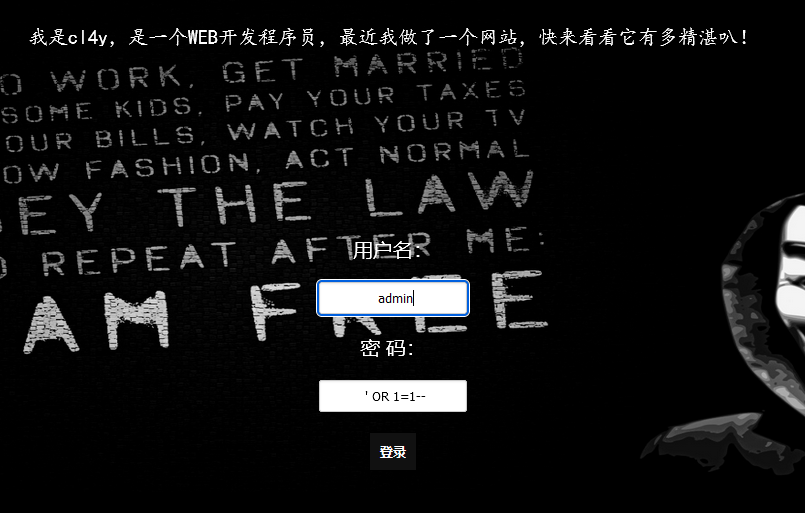 我是cl4y，是一个WEB开发程序员，最近我做了一个网站，快来看看它有多精湛叭！
O WORK, GET MARRIED
SOME KIDS, PAY YOUR TAXES
OUR BILLS, WATCH YOUR TV
OW FASHION, ACT NORMAL
EY THE LAW
REPEAT AFTER ME:
AM FREE
用户名：
admin
密 码：
' OR 1=1--
登录